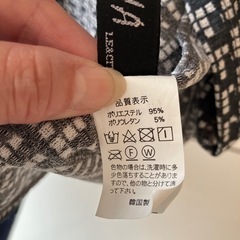 LE&C
品質表示
ポリエステル 95%
ポリウレタン 5%
色物の場合は、洗濯時に多
少色落ちすることがありま
すので、他の物と分けて洗
って下さい。
韓国製